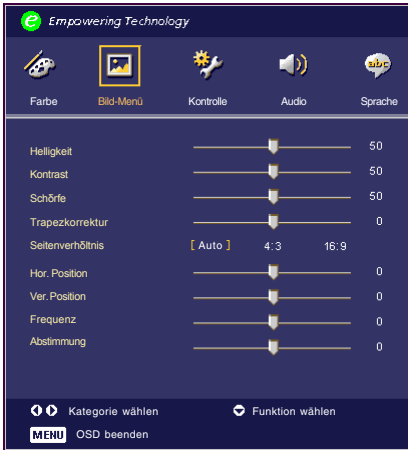 e Empowering Technology
Farbe Bild-Menü Kontrolle Audio Sprache
abc
Helligkeit 50
Kontrast 50
Schõrfe 50
Trapezkorrektur 0
Seitenverhõltnis [ Auto ] 4:3 16:9
Hor. Position 0
Ver. Position 0
Frequenz 0
Abstimmung 0
Kategorie wählen Funktion wählen
MENU OSD beenden